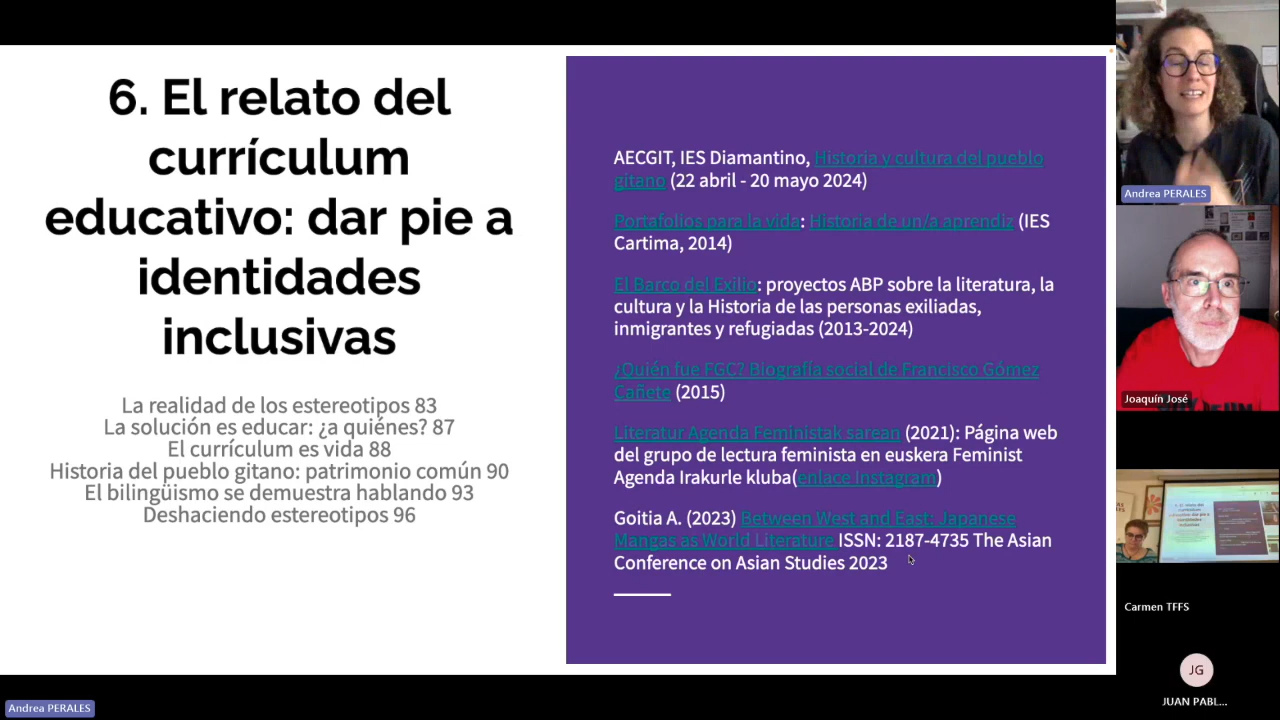 6. El relato del
currículum
educativo: dar pie a
identidades
inclusivas
La realidad de los estereotipos 83
La solución es educar: ¿a quiénes? 87
El currículum es vida 88
Historia del pueblo gitano: patrimonio común 90
El bilingüismo se demuestra hablando 93
Deshaciendo estereotipos 96
AECGIT, IES Diamantino, Historia y cultura del pueblo
gitano (22 abril - 20 mayo 2024)
Portafolios para la vida: Historia de un/a aprendiz (IES
Cartima, 2014)
El Barco del Exilio: proyectos ABP sobre la literatura, la
cultura y la Historia de las personas exiliadas,
inmigrantes y refugiadas (2013-2024)
¿Quién fue FGC? Biografía social de Francisco Gómez
Cañete (2015)
Literatur Agenda Feministak sarean (2021): Página web
del grupo de lectura feminista en euskera Feminist
Agenda Irakurle kluba(enlace Instagram)
Goitia A. (2023) Between West and East: Japanese
Mangas as World Literature ISSN: 2187-4735 The Asian
Conference on Asian Studies 2023
Andrea PERALES
Joaquín José
Carmen TFFS
JG
JUAN PABL...
Andrea PERALES